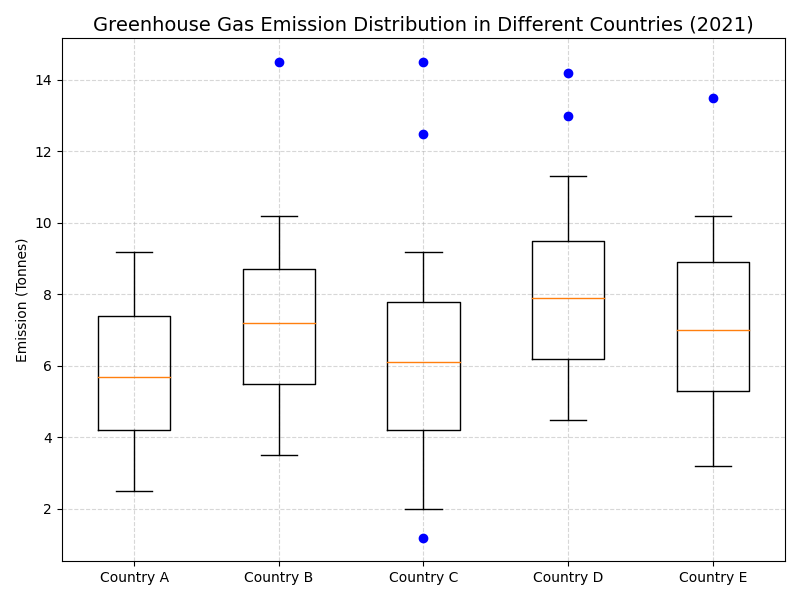 Greenhouse Gas Emission Distribution in Different Countries (2021)
Emission (Tonnes)
14
12
10
8
6
4
2
Country A
Country B
Country C
Country D
Country E